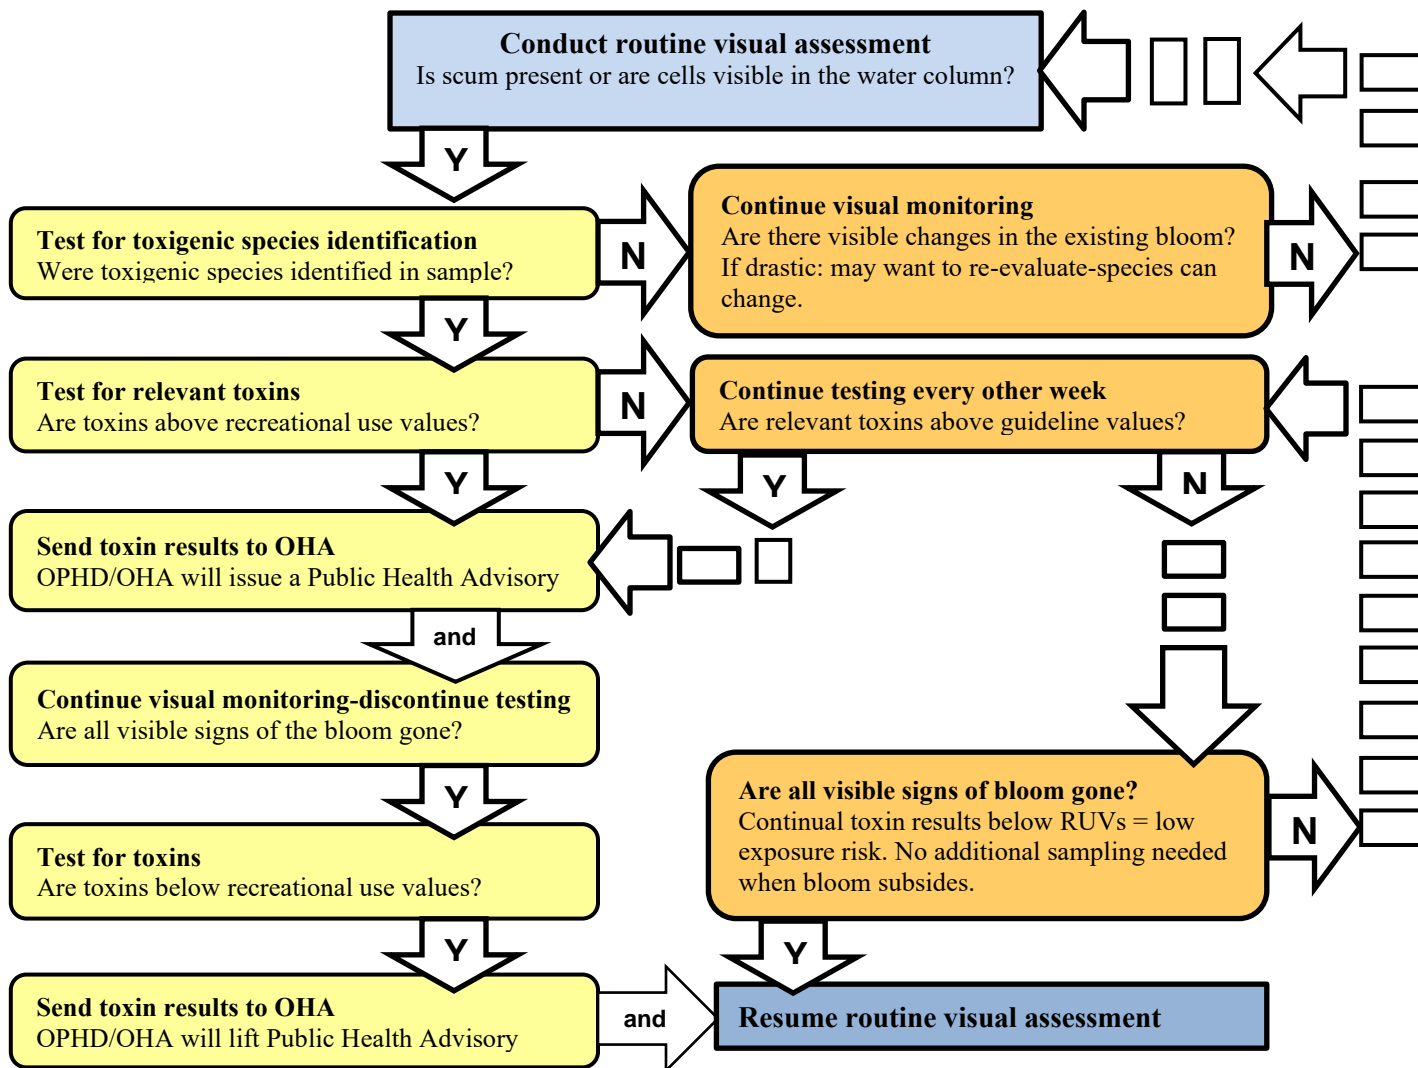 Conduct routine visual assessment
Is scum present or are cells visible in the water column?
Y
Test for toxigenic species identification
Were toxigenic species identified in sample?
N
Continue visual monitoring
Are there visible changes in the existing bloom?
If drastic: may want to re-evaluate-species can
change.
N
Y
Test for relevant toxins
Are toxins above recreational use values?
N
Continue testing every other week
Are relevant toxins above guideline values?
Y
Y
N
Send toxin results to OHA
OPHD/OHA will issue a Public Health Advisory
and
Continue visual monitoring-discontinue testing
Are all visible signs of the bloom gone?
Y
Are all visible signs of bloom gone?
Continual toxin results below RUVs = low
exposure risk. No additional sampling needed
when bloom subsides.
N
Test for toxins
Are toxins below recreational use values?
Y
Y
Send toxin results to OHA
OPHD/OHA will lift Public Health Advisory
and
Resume routine visual assessment